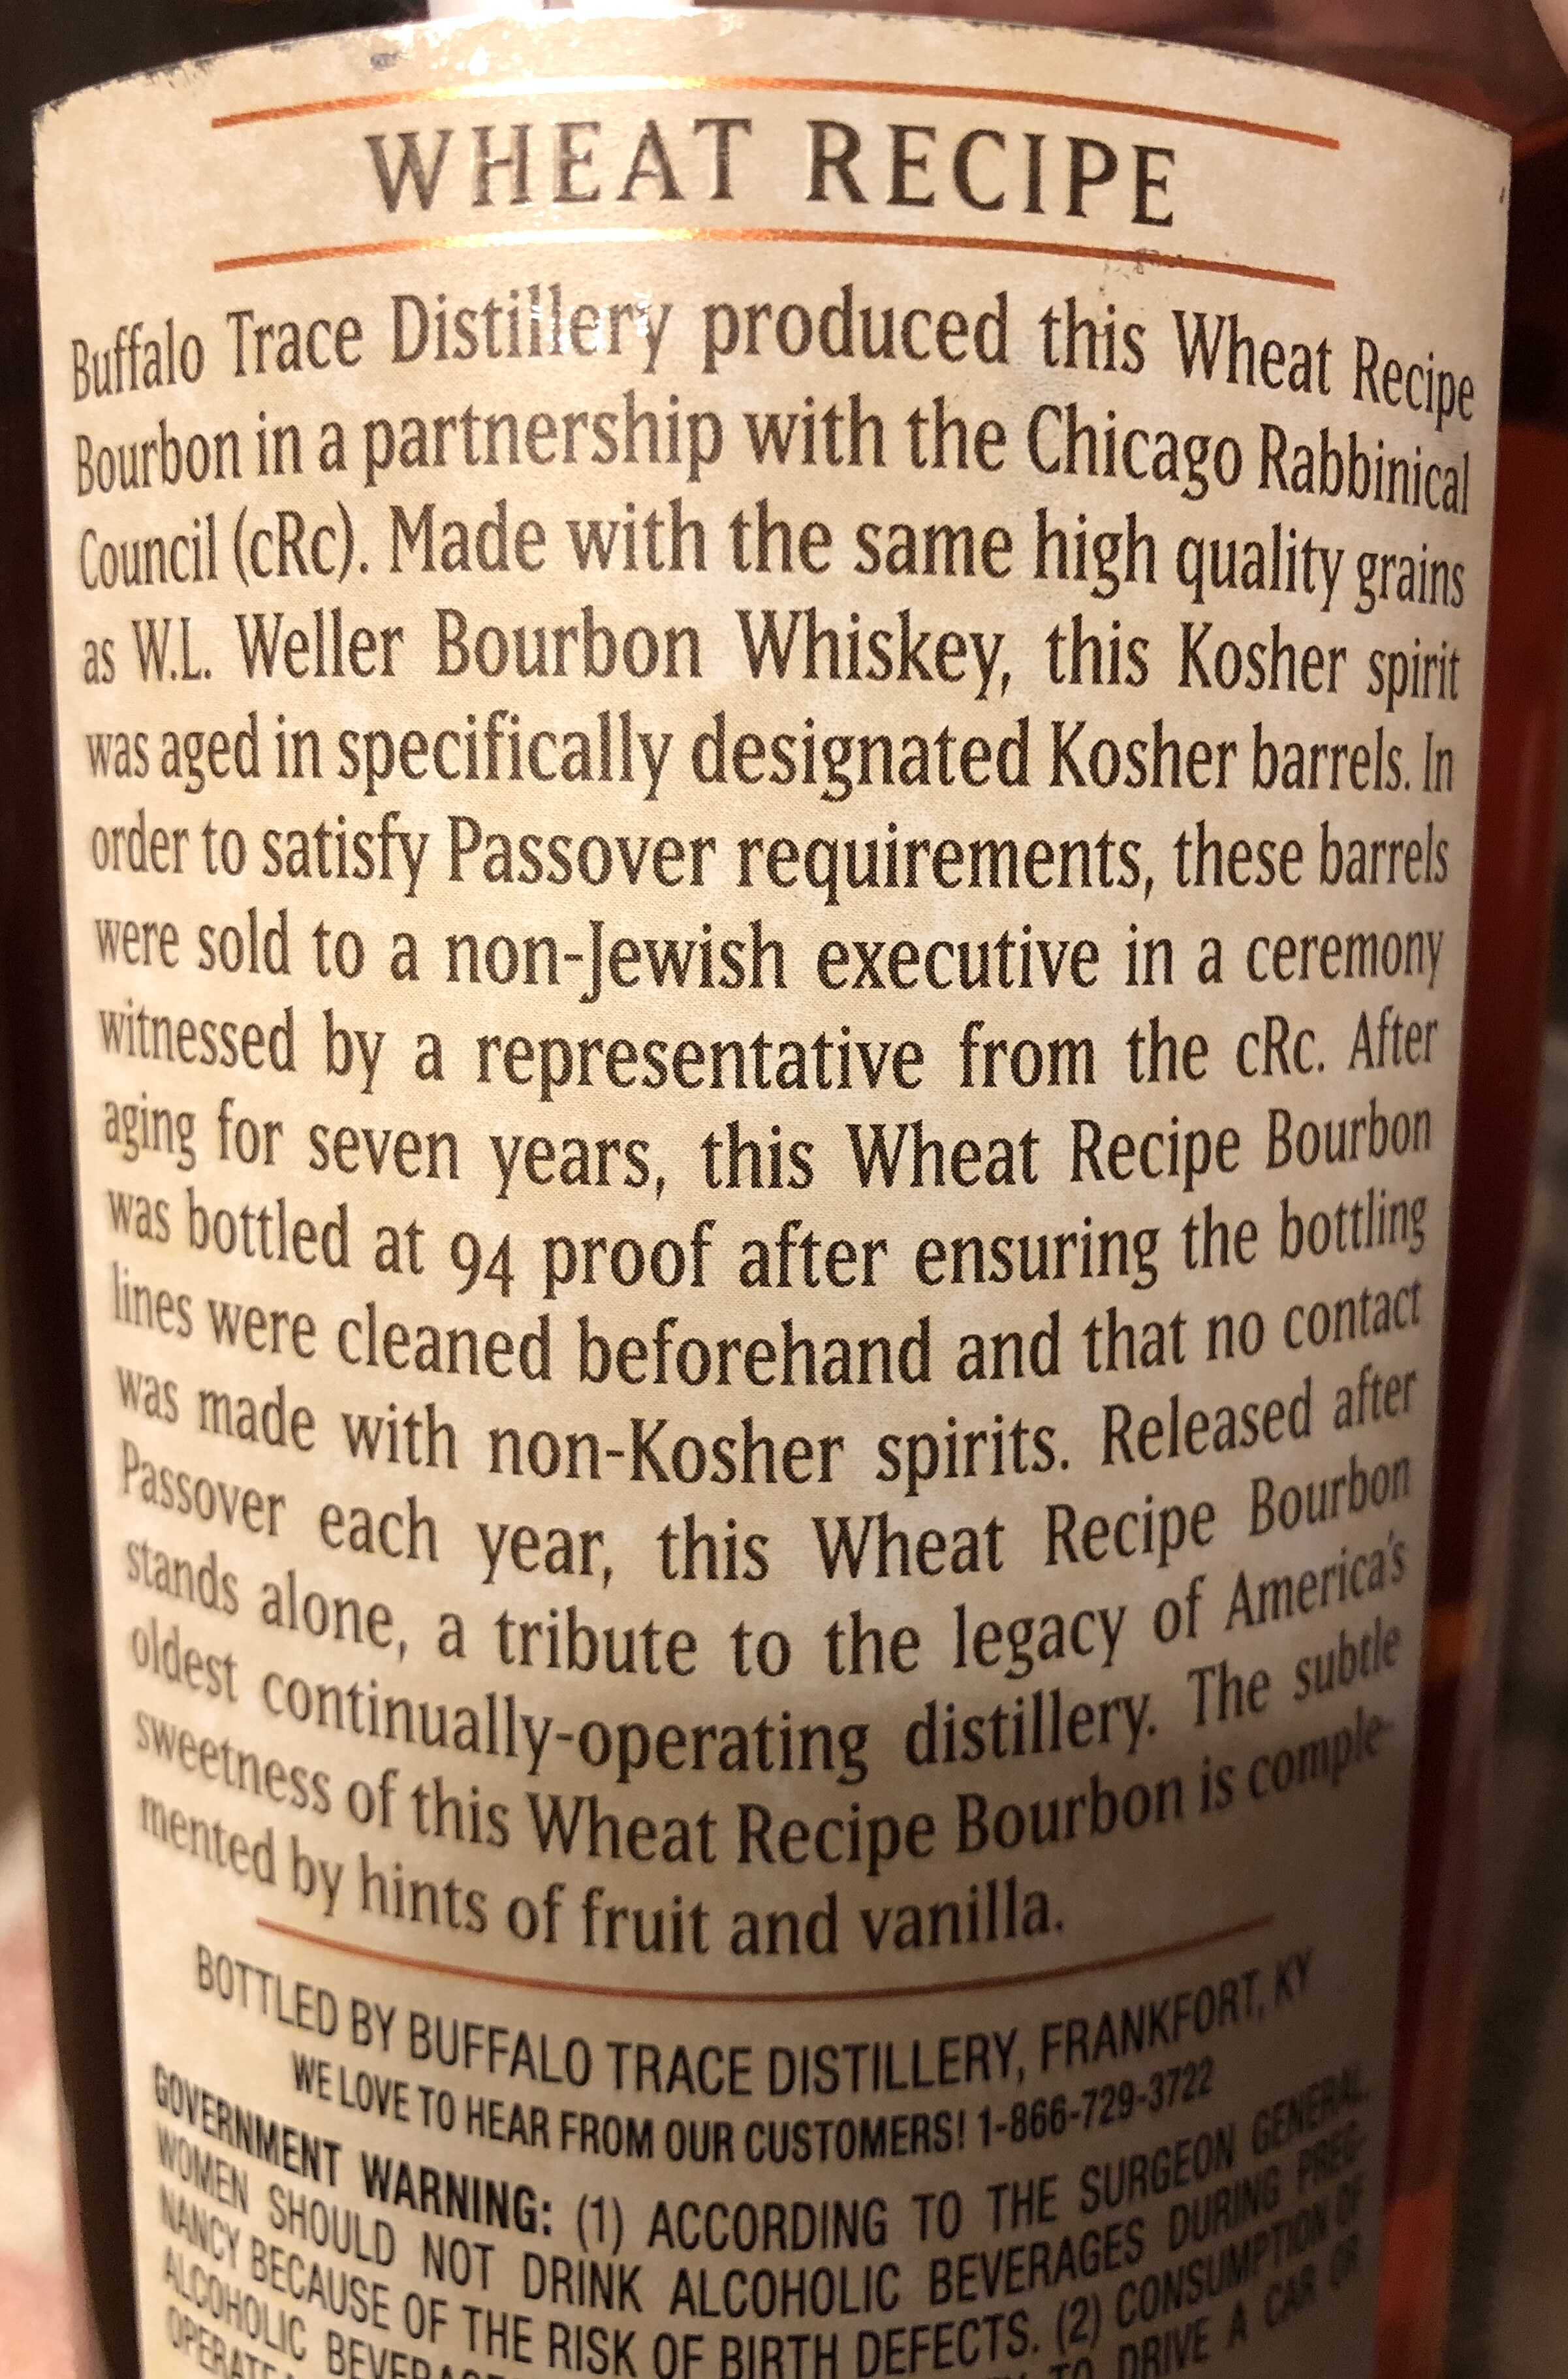 WHEAT RECIPE
Buffalo Trace Distillery produced this Wheat Recipe
Bourbon in a partnership with the Chicago Rabbinical
Council (cRc). Made with the same high quality grains
as W.L. Weller Bourbon Whiskey, this Kosher spirit
was aged in specifically designated Kosher barrels. In
order to satisfy Passover requirements, these barrels
were sold to a non-Jewish executive in a ceremony
witnessed by a representative from the cRc. After
aging for seven years, this Wheat Recipe Bourbon
was bottled at 94 proof after ensuring the bottling
lines were cleaned beforehand and that no contact
was made with non-Kosher spirits. Released after
Passover each year, this Wheat Recipe Bourbon
stands alone, a tribute to the legacy of America's
oldest continually-operating distillery. The subtle
sweetness of this Wheat Recipe Bourbon is comple-
mented by hints of fruit and vanilla.
BOTTLED BY BUFFALO TRACE DISTILLERY, FRANKFORT, KY
WE LOVE TO HEAR FROM OUR CUSTOMERS! 1-866-729-3722
GOVERNMENT WARNING: (1) ACCORDING TO THE SURGEON GENERAL
WOMEN SHOULD NOT DRINK ALCOHOLIC BEVERAGES DURING PREG-
NANCY BECAUSE OF THE RISK OF BIRTH DEFECTS. (2) CONSUMPTION OF
ALCOHOLIC TO DRIVE A CAR OR